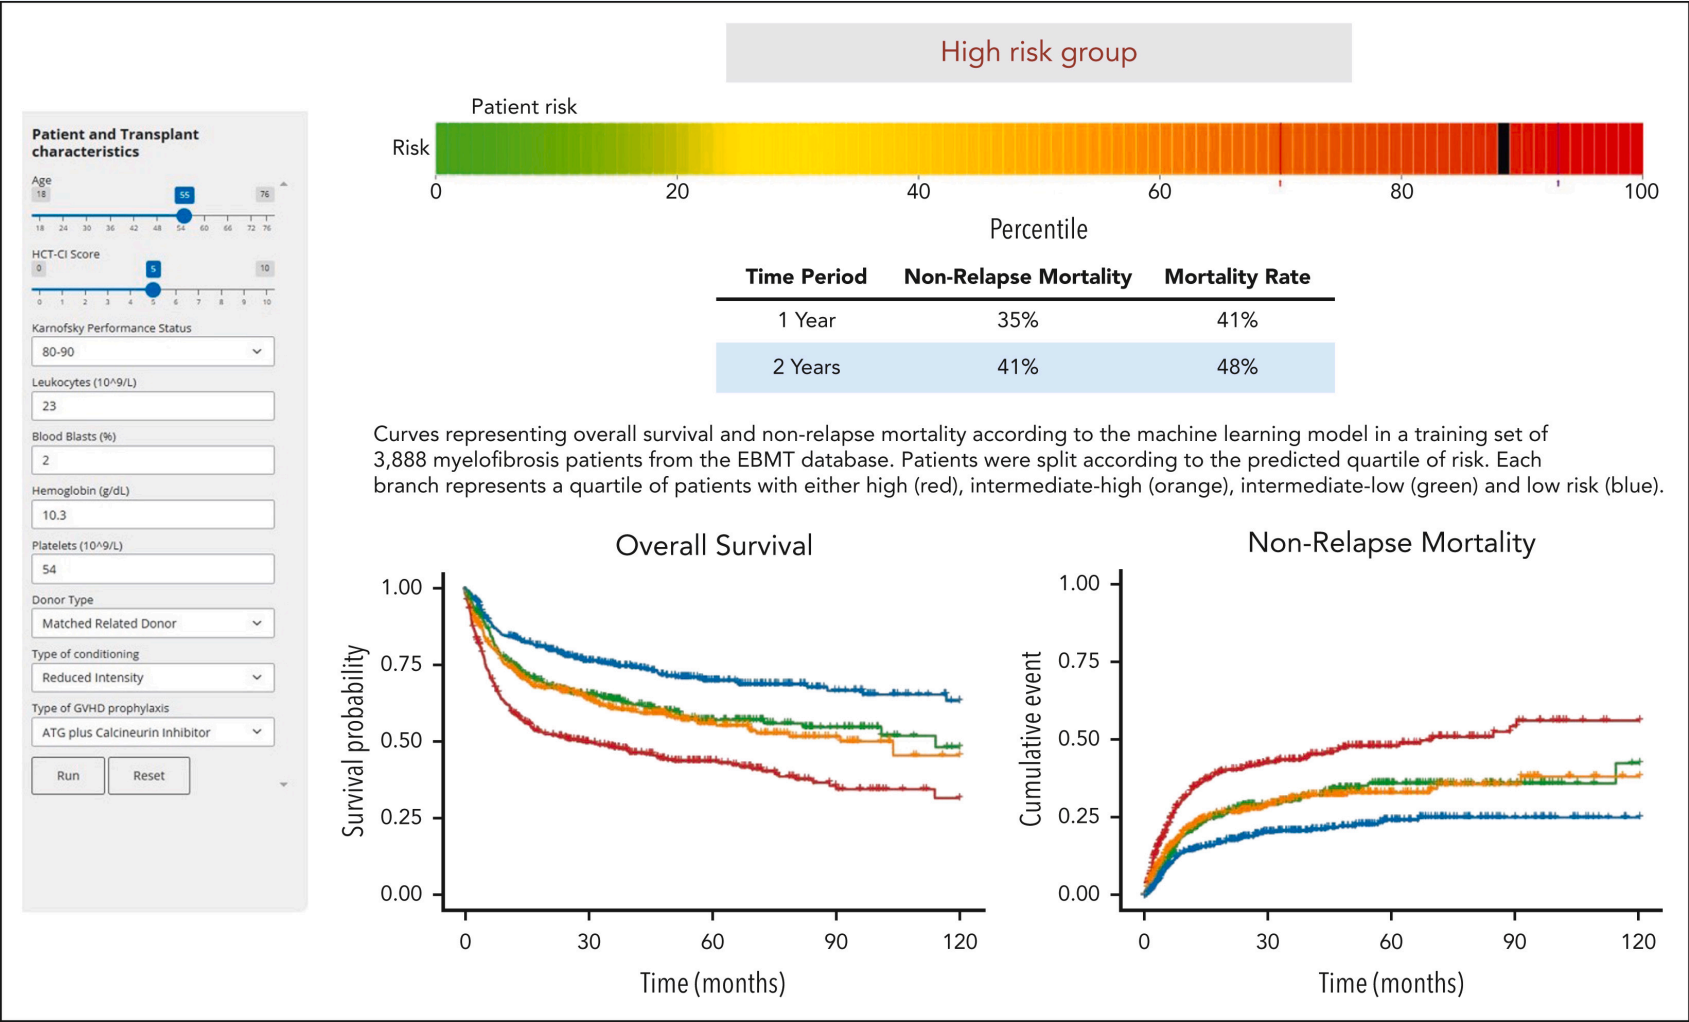 High risk group
Patient risk
Risk
0 20 40 60 80 100
Percentile
Patient and Transplant
characteristics
Age
18 55 76
18 24 30 36 42 48 54 60 66 72 76
HCT-CI Score
0 5 10
0 1 2 3 4 5 6 7 8 9 10
Karnofsky Performance Status
80-90
Leukocytes (10^9/L)
23
Blood Blasts (%)
2
Hemoglobin (g/dL)
10.3
Platelets (10^9/L)
54
Donor Type
Matched Related Donor
Type of conditioning
Reduced Intensity
Type of GVHD prophylaxis
ATG plus Calcineurin Inhibitor
Run Reset
Time Period Non-Relapse Mortality Mortality Rate
1 Year 35% 41%
2 Years 41% 48%
Curves representing overall survival and non-relapse mortality according to the machine learning model in a training set of
3,888 myelofibrosis patients from the EBMT database. Patients were split according to the predicted quartile of risk. Each
branch represents a quartile of patients with either high (red), intermediate-high (orange), intermediate-low (green) and low risk (blue).
Overall Survival
Survival probability
1.00
0.75
0.50
0.25
0.00
0 30 60 90 120
Time (months)
Non-Relapse Mortality
Cumulative event
1.00
0.75
0.50
0.25
0.00
0 30 60 90 120
Time (months)